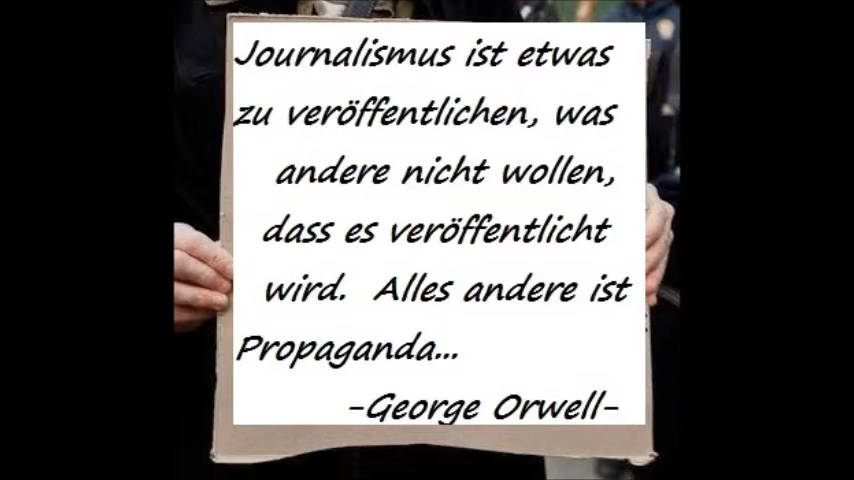 Journalismus ist etwas
zu veröffentlichen, was
andere nicht wollen,
dass es veröffentlicht
wird. Alles andere ist
Propaganda...
-George Orwell-